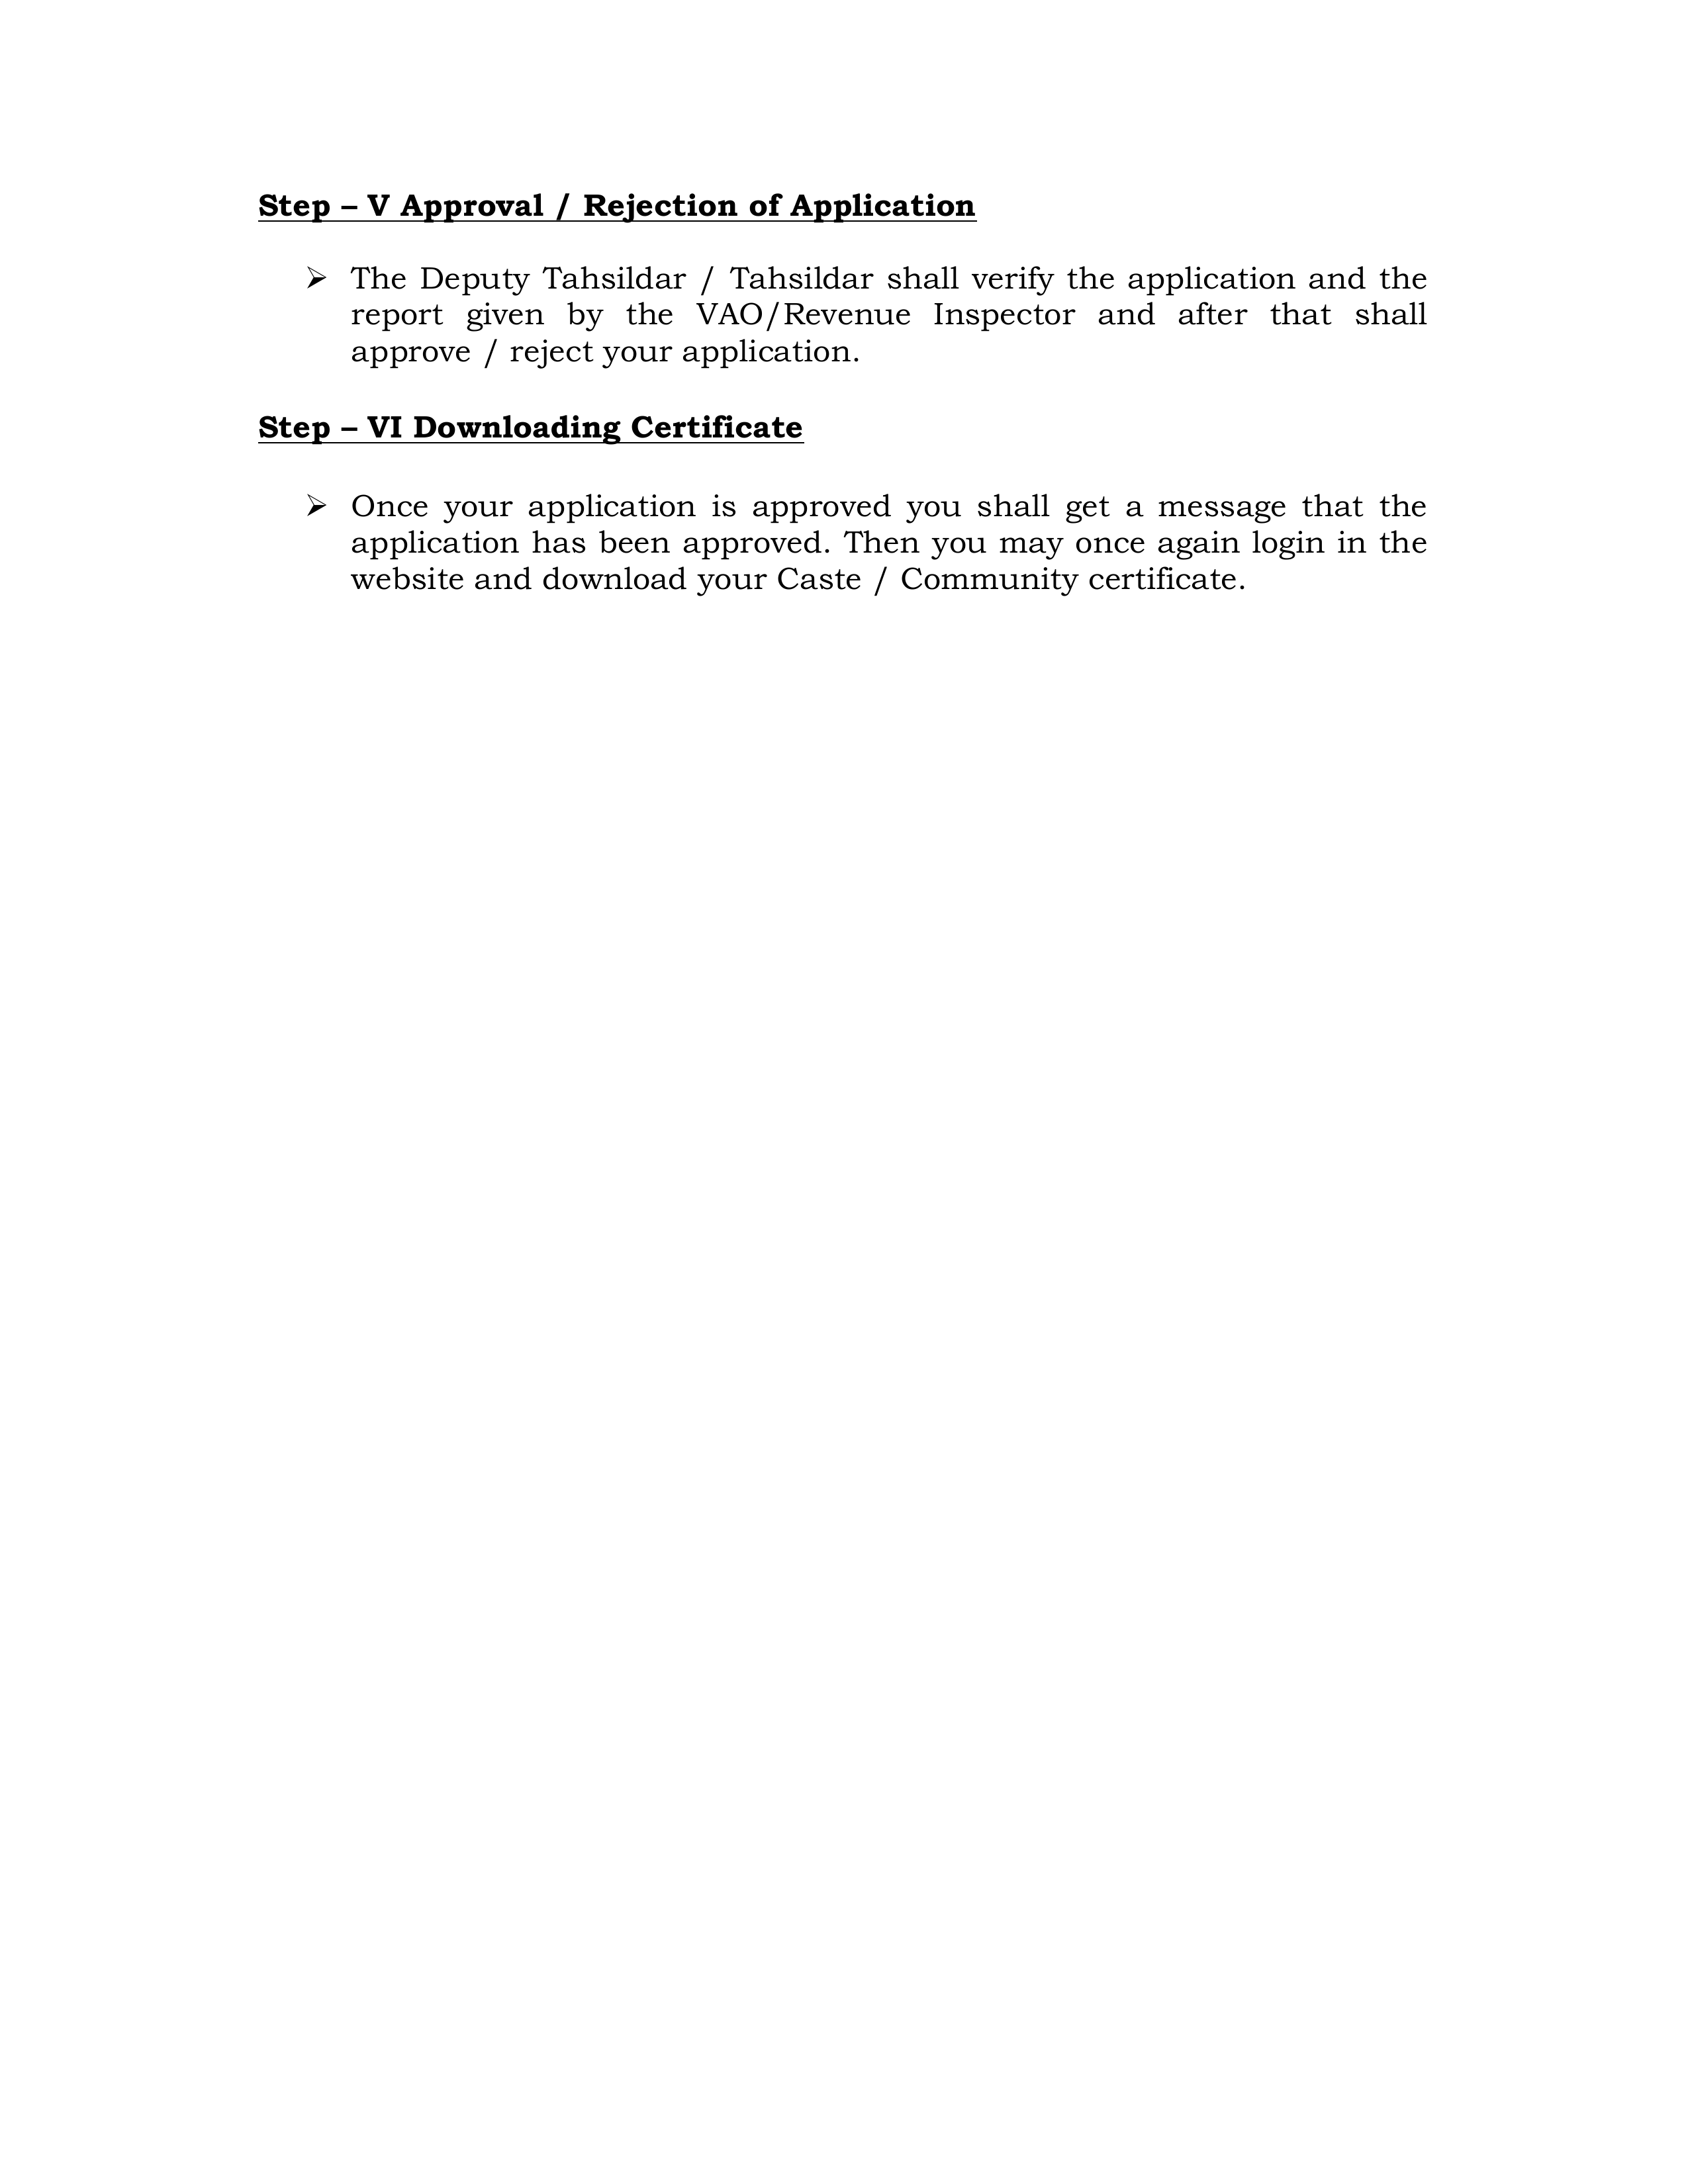 Step – V Approval / Rejection of Application
➢ The Deputy Tahsildar / Tahsildar shall verify the application and the
report given by the VAO/Revenue Inspector and after that shall
approve / reject your application.
Step – VI Downloading Certificate
➢ Once your application is approved you shall get a message that the
application has been approved. Then you may once again login in the
website and download your Caste / Community certificate.